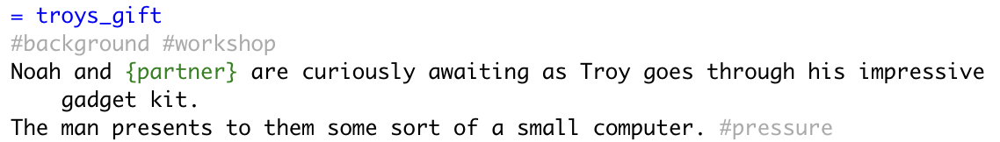 = troys_gift
#background #workshop
Noah and {partner} are curiously awaiting as Troy goes through his impressive
gadget kit.
The man presents to them some sort of a small computer. #pressure